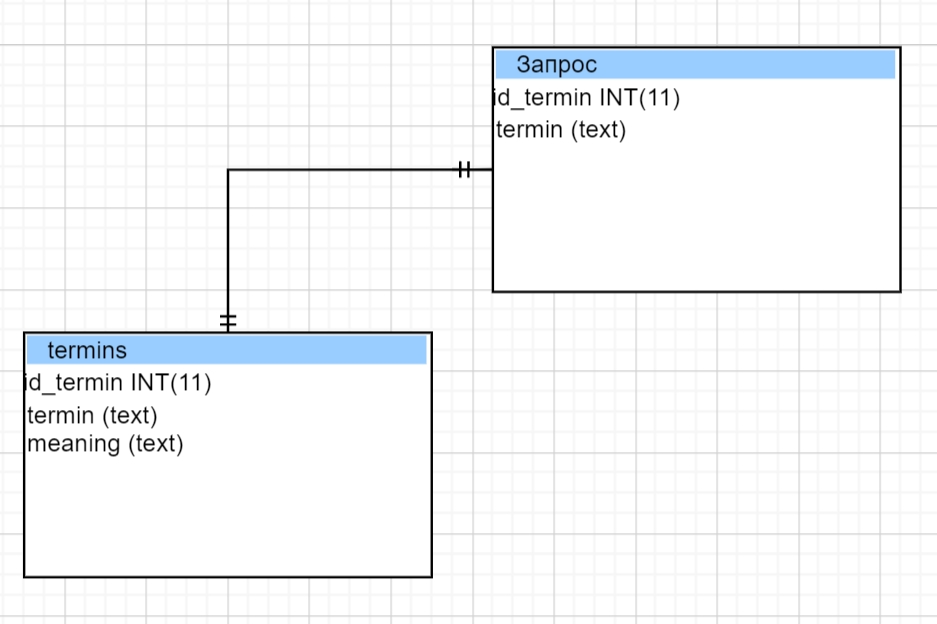 Запрос
id_termin INT(11)
termin (text)
termins
id_termin INT(11)
termin (text)
meaning (text)